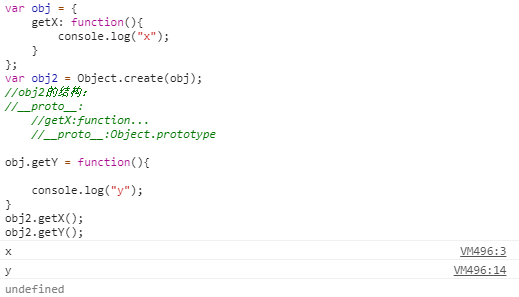 var obj = {
    getX: function(){
        console.log("x");
    }
};
var obj2 = Object.create(obj);
//obj2的结构：
//__proto__:
    //getX:function...
    //__proto__:Object.prototype
obj.getY = function(){
    console.log("y");
}
obj2.getX();
obj2.getY();
x VM496:3
y VM496:14
undefined